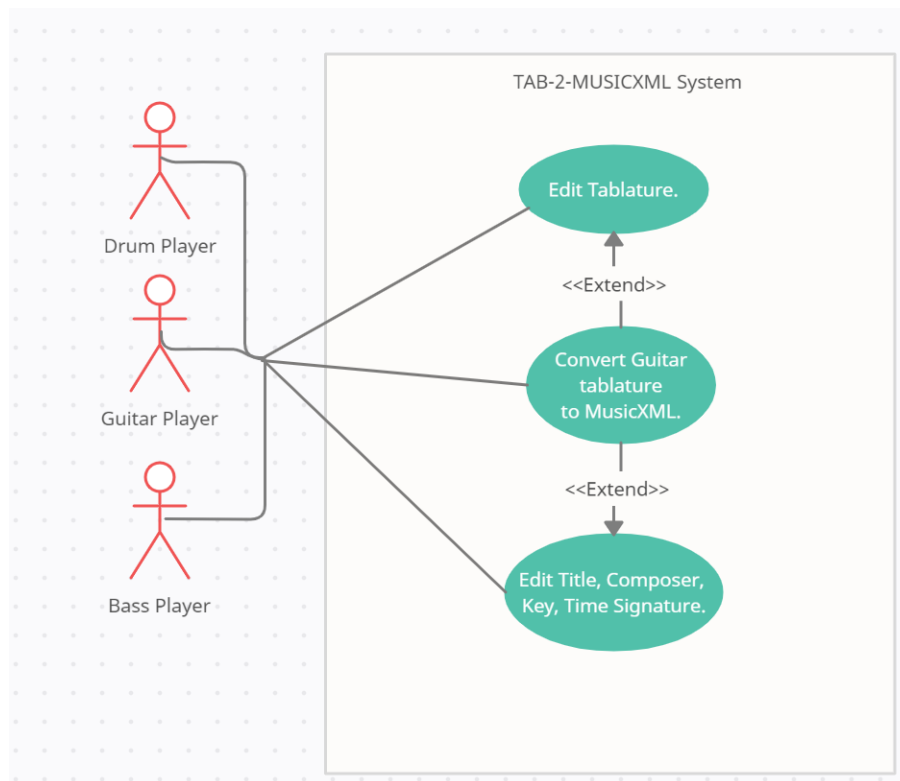 TAB-2-MUSICXML System
Drum Player
Guitar Player
Bass Player
Edit Tablature.
<<Extend>>
Convert Guitar
tablature
to MusicXML.
<<Extend>>
Edit Title, Composer,
Key, Time Signature.